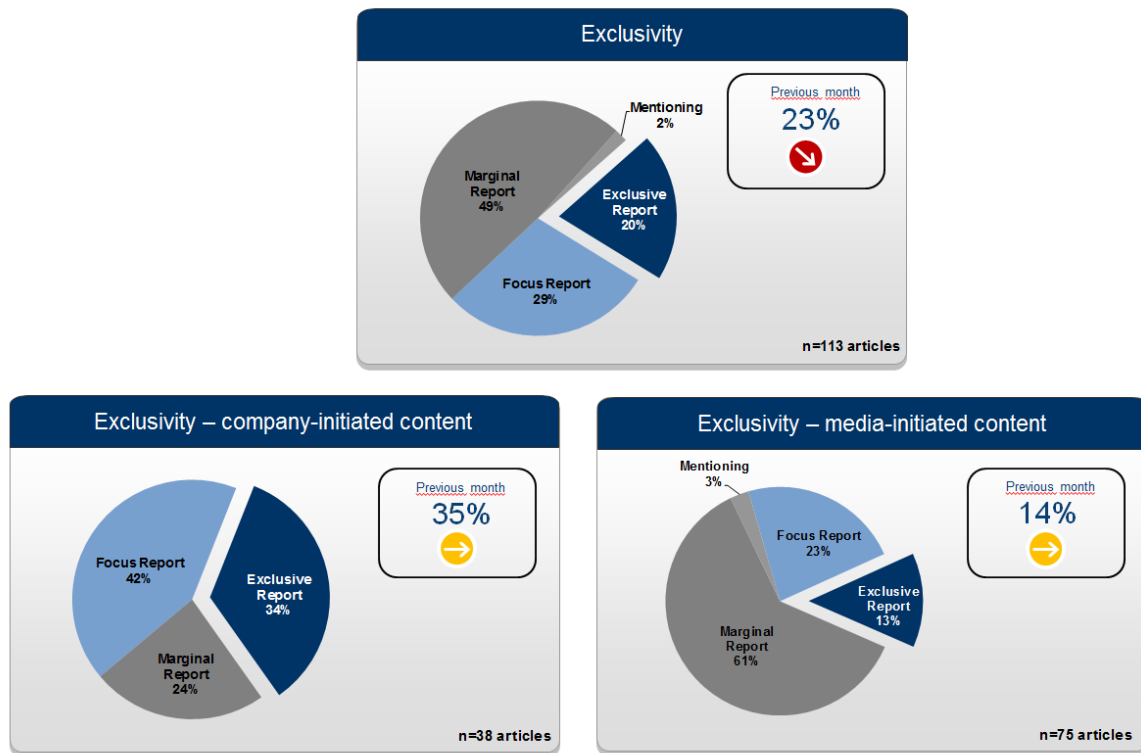 Exclusivity
Previous month
23%
Mentioning
2%
Marginal
Report
49%
Exclusive
Report
20%
Focus Report
29%
n=113 articles
Exclusivity – company-initiated content
Previous month
35%
Focus Report
42%
Exclusive
Report
34%
Marginal
Report
24%
n=38 articles
Exclusivity – media-initiated content
Mentioning
3%
Previous month
14%
Focus Report
23%
Exclusive
Report
13%
Marginal
Report
61%
n=75 articles